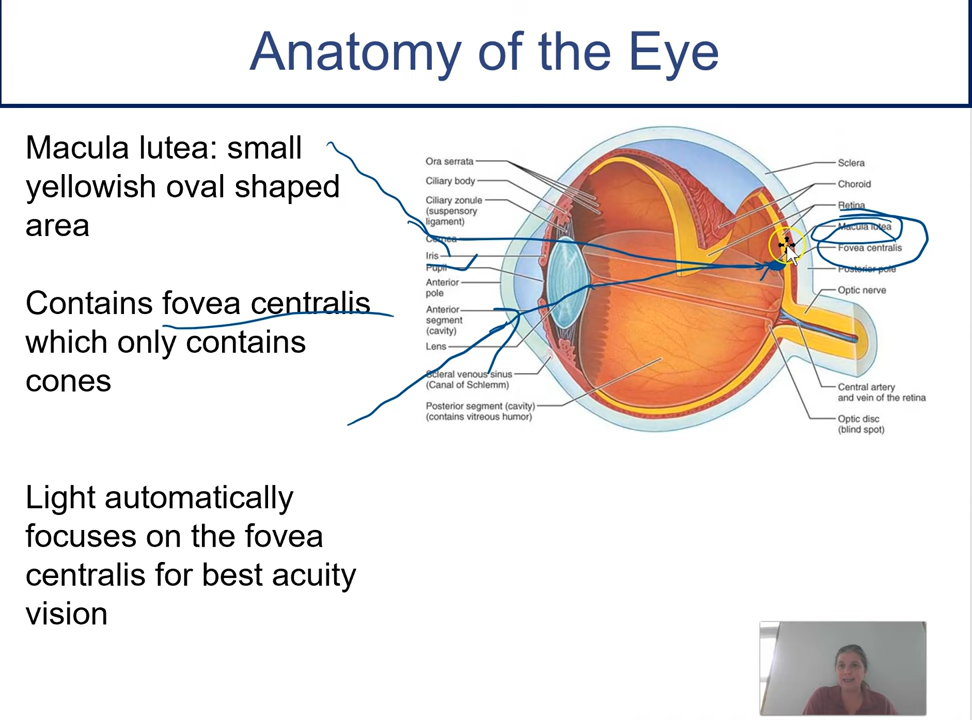 Anatomy of the Eye
Macula lutea: small
yellowish oval shaped
area
Contains fovea centralis
which only contains
cones
Light automatically
focuses on the fovea
centralis for best acuity
vision
Ora serrata
Ciliary body
Ciliary zonule
(suspensory
ligament)
Cornea
Iris
Pupil
Anterior
pole
Anterior
segment
(cavity)
Lens
Scleral venous sinus
(Canal of Schlemm)
Posterior segment (cavity)
(contains vitreous humor)
Sclera
Choroid
Retina
Macula lutea
Fovea centralis
Posterior pole
Optic nerve
Central artery
and vein of the retina
Optic disc
(blind spot)